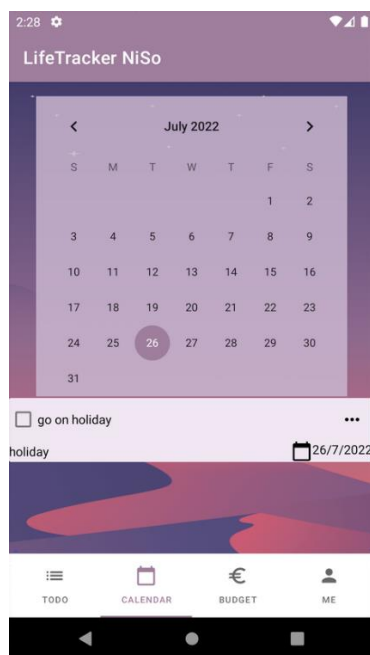 2:28
LifeTracker NiSo
July 2022
S M T W T F S
1 2
3 4 5 6 7 8 9
10 11 12 13 14 15 16
17 18 19 20 21 22 23
24 25 26 27 28 29 30
31
go on holiday
holiday 26/7/2022
TODO CALENDAR BUDGET ME